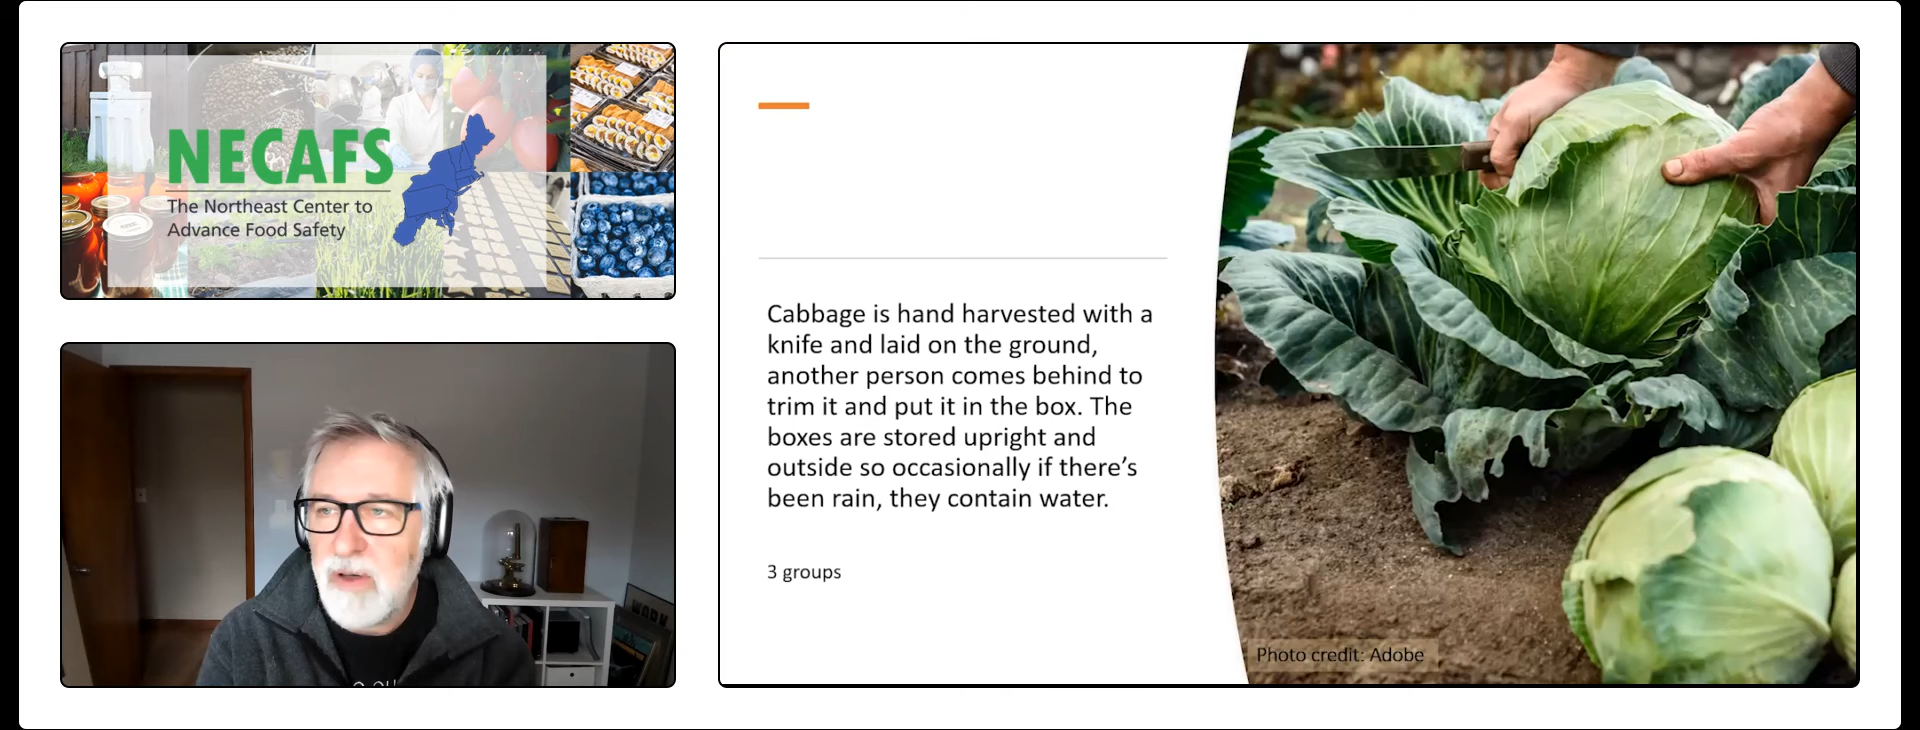 NECAFS
The Northeast Center to
Advance Food Safety
Cabbage is hand harvested with a
knife and laid on the ground,
another person comes behind to
trim it and put it in the box. The
boxes are stored upright and
outside so occasionally if there’s
been rain, they contain water.
3 groups
Photo credit: Adobe